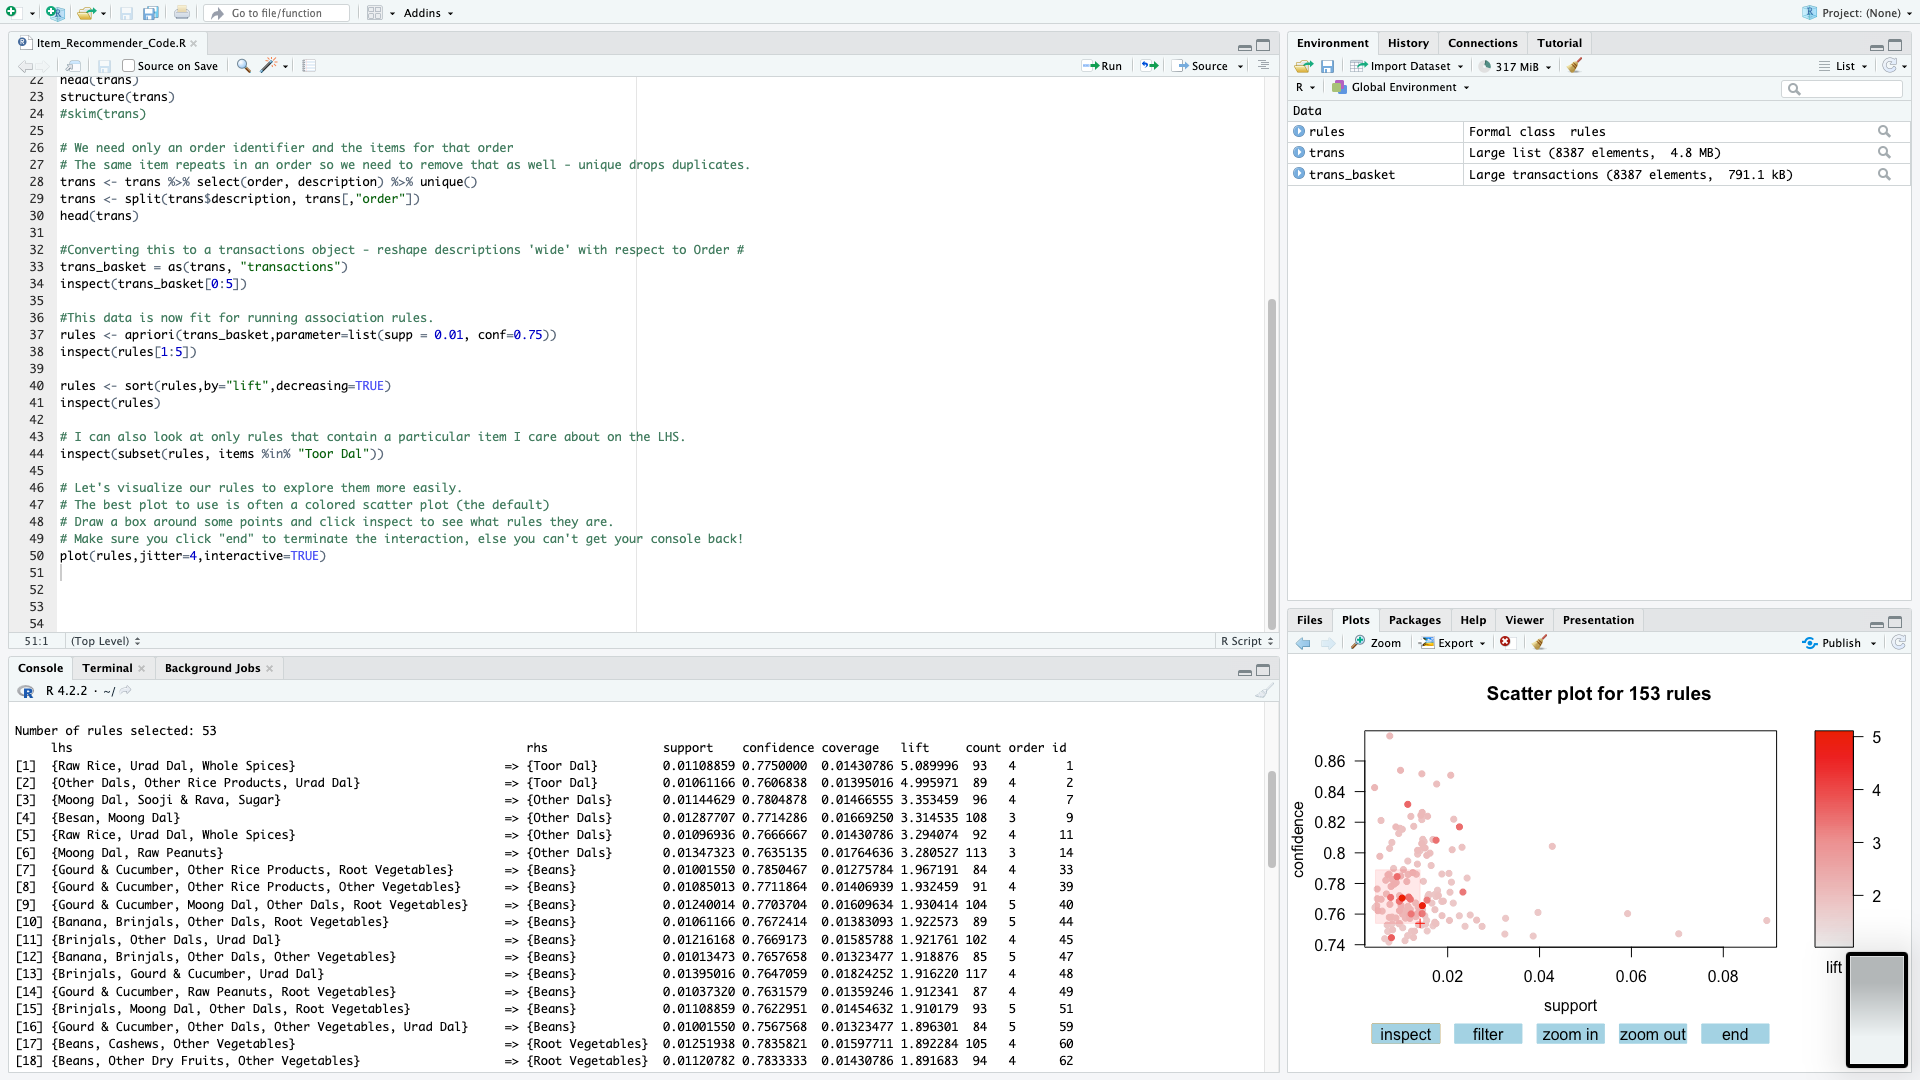 Go to file/function
Addins
Project: (None)
Item_Recommender_Code.R
Source on Save
Run
Source
22 head(trans)
23 structure(trans)
24 #skim(trans)
25
26 # We need only an order identifier and the items for that order
27 # The same item repeats in an order so we need to remove that as well - unique drops duplicates.
28 trans <- trans %>% select(order, description) %>% unique()
29 trans <- split(trans$description, trans[,"order"])
30 head(trans)
31
32 #Converting this to a transactions object - reshape descriptions 'wide' with respect to Order #
33 trans_basket = as(trans, "transactions")
34 inspect(trans_basket[0:5])
35
36 #This data is now fit for running association rules.
37 rules <- apriori(trans_basket,parameter=list(supp = 0.01, conf=0.75))
38 inspect(rules[1:5])
39
40 rules <- sort(rules,by="lift",decreasing=TRUE)
41 inspect(rules)
42
43 # I can also look at only rules that contain a particular item I care about on the LHS.
44 inspect(subset(rules, items %in% "Toor Dal"))
45
46 # Let's visualize our rules to explore them more easily.
47 # The best plot to use is often a colored scatter plot (the default)
48 # Draw a box around some points and click inspect to see what rules they are.
49 # Make sure you click "end" to terminate the interaction, else you can't get your console back!
50 plot(rules,jitter=4,interactive=TRUE)
51
52
53
54
51:1 (Top Level) R Script
Console Terminal Background Jobs
R 4.2.2 · ~/
Number of rules selected: 53
lhs rhs support confidence coverage lift count order id
[1] {Raw Rice, Urad Dal, Whole Spices} => {Toor Dal} 0.01108859 0.7750000 0.01430786 5.089996 93 4 1
[2] {Other Dals, Other Rice Products, Urad Dal} => {Toor Dal} 0.01061166 0.7606838 0.01395016 4.995971 89 4 2
[3] {Moong Dal, Sooji & Rava, Sugar} => {Other Dals} 0.01144629 0.7804878 0.01466555 3.353459 96 4 7
[4] {Besan, Moong Dal} => {Other Dals} 0.01287707 0.7714286 0.01669250 3.314535 108 3 9
[5] {Raw Rice, Urad Dal, Whole Spices} => {Other Dals} 0.01096936 0.7666667 0.01430786 3.294074 92 4 11
[6] {Moong Dal, Raw Peanuts} => {Other Dals} 0.01347323 0.7635135 0.01764636 3.280527 113 3 14
[7] {Gourd & Cucumber, Other Rice Products, Root Vegetables} => {Beans} 0.01001550 0.7850467 0.01275784 1.967191 84 4 33
[8] {Gourd & Cucumber, Other Rice Products, Other Vegetables} => {Beans} 0.01085013 0.7711864 0.01406939 1.932459 91 4 39
[9] {Gourd & Cucumber, Moong Dal, Other Dals, Root Vegetables} => {Beans} 0.01240014 0.7703704 0.01609634 1.930414 104 5 40
[10] {Banana, Brinjals, Other Dals, Root Vegetables} => {Beans} 0.01061166 0.7672414 0.01383093 1.922573 89 5 44
[11] {Brinjals, Other Dals, Urad Dal} => {Beans} 0.01216168 0.7669173 0.01585788 1.921761 102 4 45
[12] {Banana, Brinjals, Other Dals, Other Vegetables} => {Beans} 0.01013473 0.7657658 0.01323477 1.918876 85 5 47
[13] {Brinjals, Gourd & Cucumber, Urad Dal} => {Beans} 0.01395016 0.7647059 0.01824252 1.916220 117 4 48
[14] {Gourd & Cucumber, Raw Peanuts, Root Vegetables} => {Beans} 0.01037320 0.7631579 0.01359246 1.912341 87 4 49
[15] {Brinjals, Moong Dal, Other Dals, Root Vegetables} => {Beans} 0.01108859 0.7622951 0.01454632 1.910179 93 5 51
[16] {Gourd & Cucumber, Other Dals, Other Vegetables, Urad Dal} => {Beans} 0.01001550 0.7567568 0.01323477 1.896301 84 5 59
[17] {Beans, Cashews, Other Vegetables} => {Root Vegetables} 0.01251938 0.7835821 0.01597711 1.892284 105 4 60
[18] {Beans, Other Dry Fruits, Other Vegetables} => {Root Vegetables} 0.01120782 0.7833333 0.01430786 1.891683 94 4 62
Environment History Connections Tutorial
Import Dataset 317 MiB List
R Global Environment
Data
rules Formal class rules
trans Large list (8387 elements, 4.8 MB)
trans_basket Large transactions (8387 elements, 791.1 kB)
Files Plots Packages Help Viewer Presentation
Zoom Export Publish
Scatter plot for 153 rules
confidence
0.86
0.84
0.82
0.8
0.78
0.76
0.74
0.02 0.04 0.06 0.08
support
5
4
3
2
lift
inspect filter zoom in zoom out end